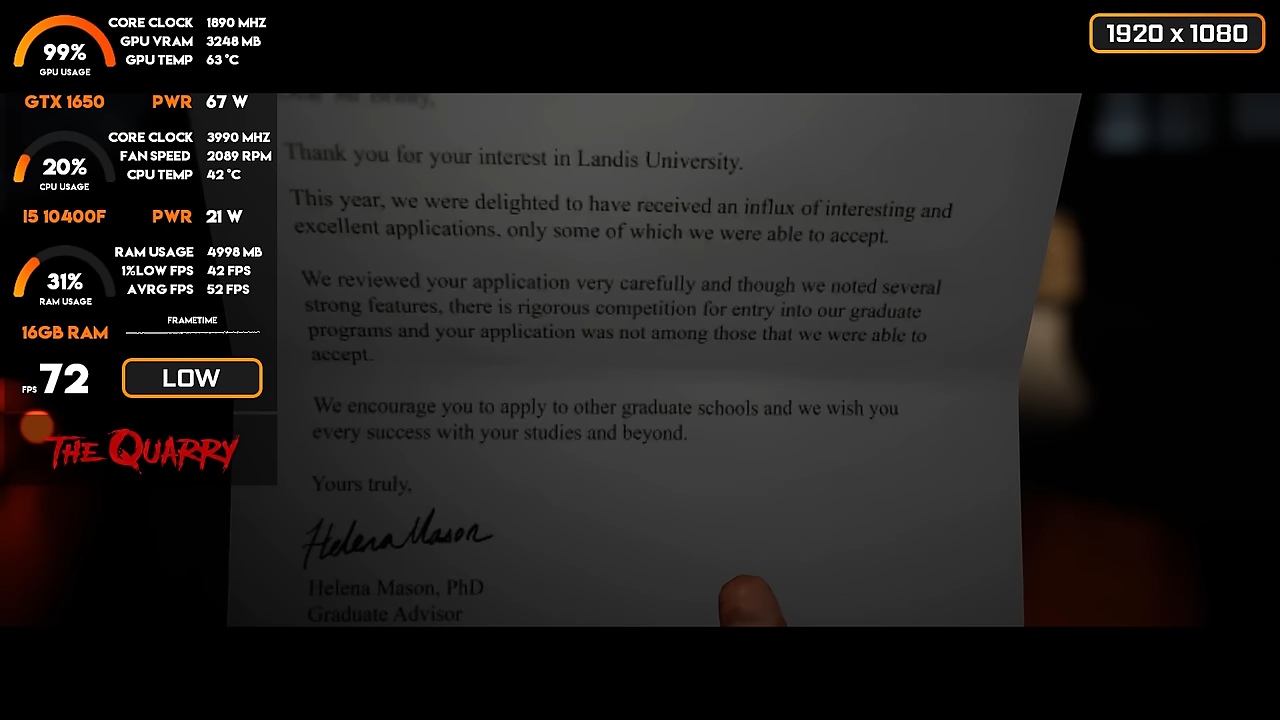 99%
GPU USAGE
CORE CLOCK 1890 MHZ
GPU VRAM 3248 MB
GPU TEMP 63 °C
GTX 1650 PWR 67 W
20%
CPU USAGE
CORE CLOCK 3990 MHZ
FAN SPEED 2089 RPM
CPU TEMP 42 °C
I5 10400F PWR 21 W
31%
RAM USAGE
RAM USAGE 4998 MB
1%LOW FPS 42 FPS
AVRG FPS 52 FPS
16GB RAM
FRAMETIME
FPS 72
LOW
THE QUARRY
1920 x 1080
Thank you for your interest in Landis University.
This year, we were delighted to have received an influx of interesting and
excellent applications, only some of which we were able to accept.
We reviewed your application very carefully and though we noted several
strong features, there is rigorous competition for entry into our graduate
programs and your application was not among those that we were able to
accept.
We encourage you to apply to other graduate schools and we wish you
every success with your studies and beyond.
Yours truly,
Helena Mason
Helena Mason, PhD
Graduate Advisor